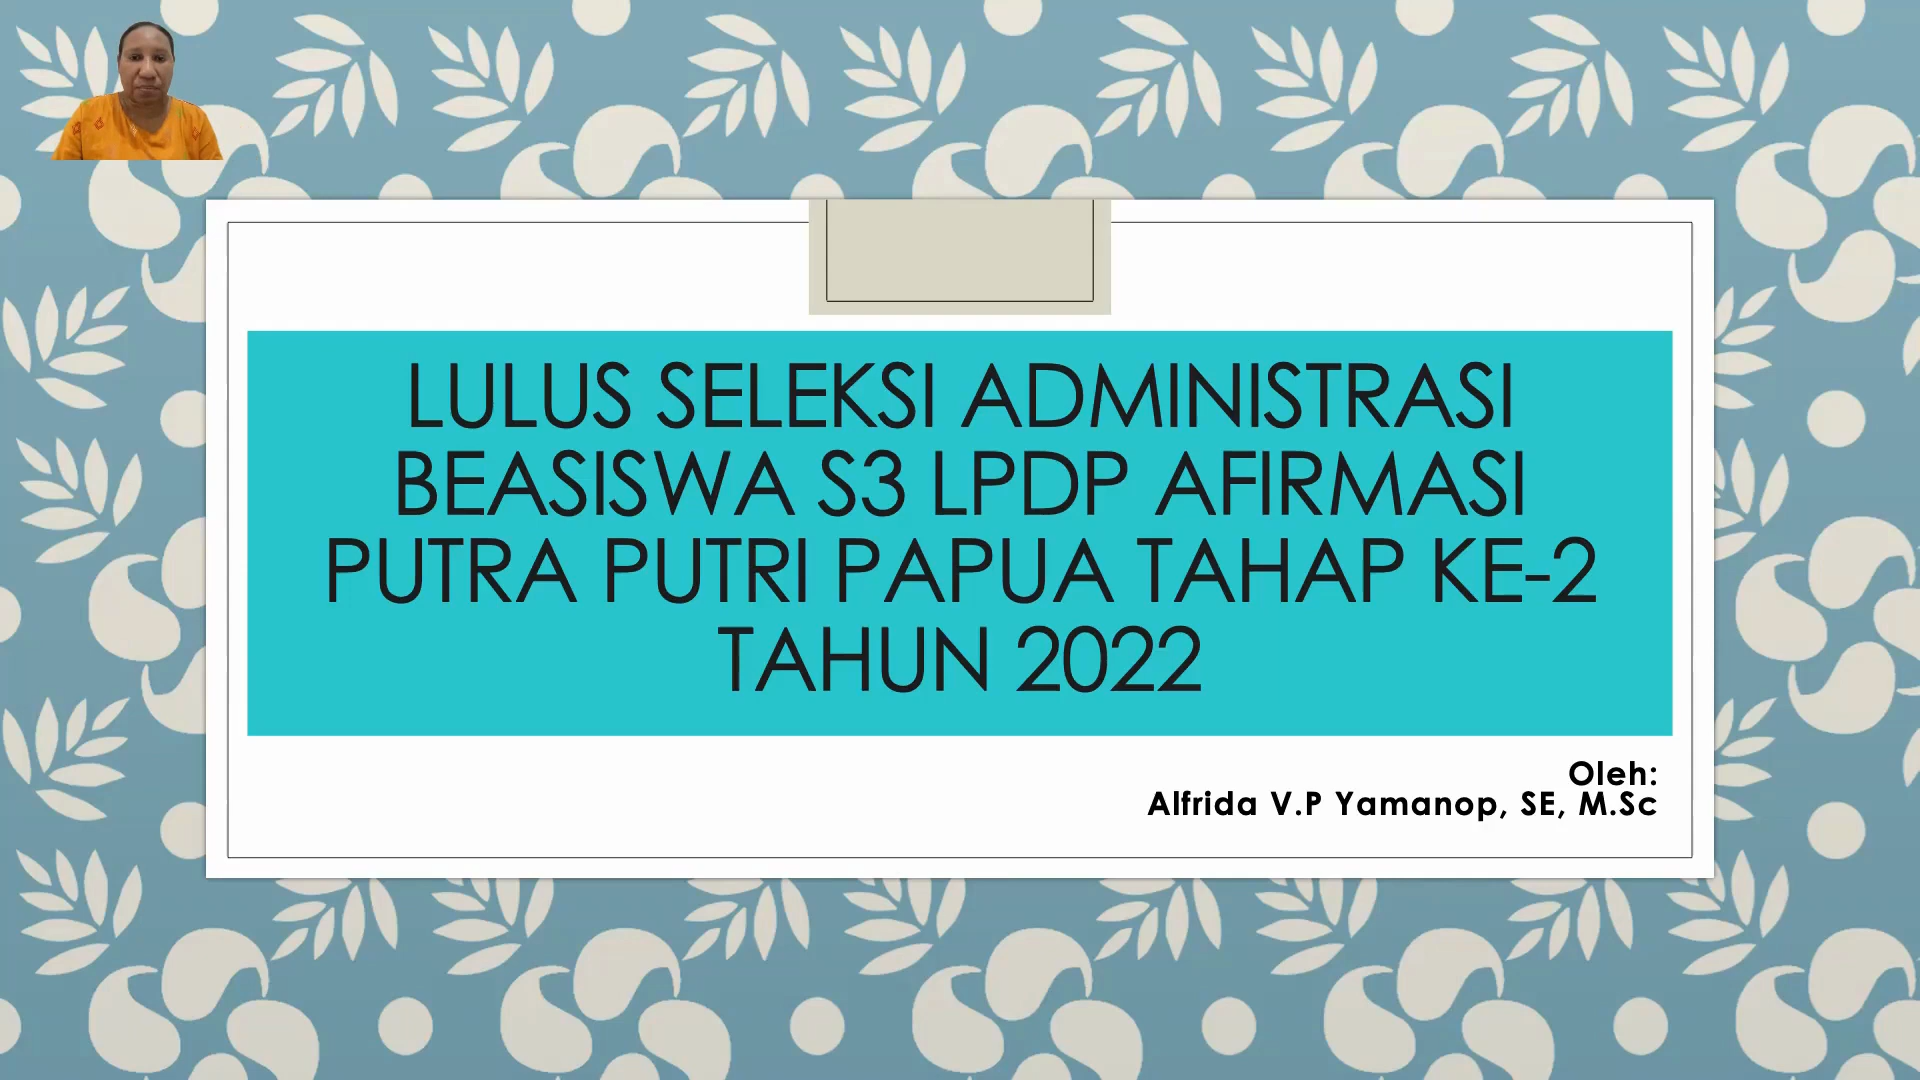 LULUS SELEKSI ADMINISTRASI
BEASISWA S3 LPDP AFIRMASI
PUTRA PUTRI PAPUA TAHAP KE-2
TAHUN 2022
Oleh:
Alfrida V.P Yamanop, SE, M.Sc